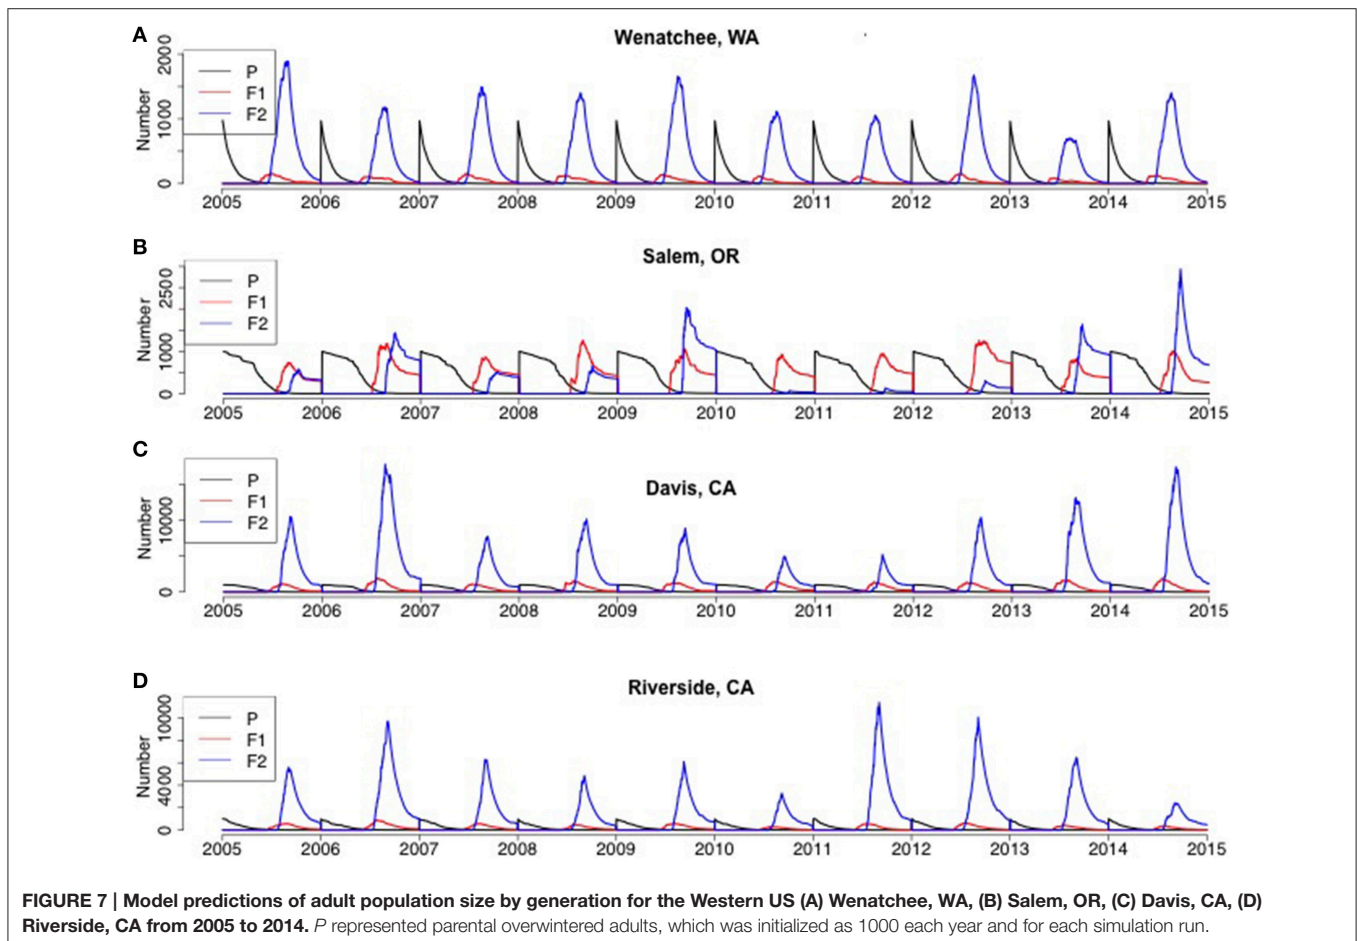 A
Wenatchee, WA
P
F1
F2
Number
0
1000
2000
2005 2006 2007 2008 2009 2010 2011 2012 2013 2014 2015
B
Salem, OR
P
F1
F2
Number
0
1000
2500
2005 2006 2007 2008 2009 2010 2011 2012 2013 2014 2015
C
Davis, CA
P
F1
F2
Number
0
10000
2005 2006 2007 2008 2009 2010 2011 2012 2013 2014 2015
D
Riverside, CA
P
F1
F2
Number
0
4000
10000
2005 2006 2007 2008 2009 2010 2011 2012 2013 2014 2015
FIGURE 7 | Model predictions of adult population size by generation for the Western US (A) Wenatchee, WA, (B) Salem, OR, (C) Davis, CA, (D)
Riverside, CA from 2005 to 2014. P represented parental overwintered adults, which was initialized as 1000 each year and for each simulation run.